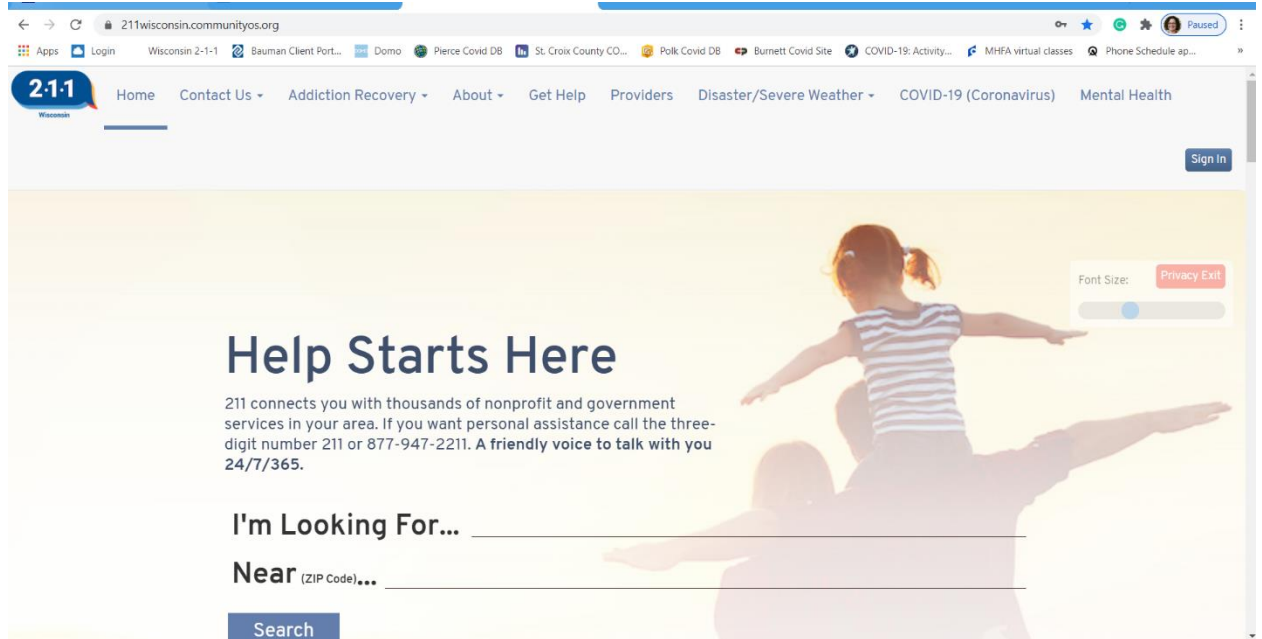 211wisconsin.communityos.org
Paused
Apps Login Wisconsin 2-1-1 Bauman Client Port... Domo Pierce Covid DB St. Croix County CO... Polk Covid DB Burnett Covid Site COVID-19: Activity... MHFA virtual classes Phone Schedule ap... »
2·1·1
Wisconsin
Home Contact Us Addiction Recovery About Get Help Providers Disaster/Severe Weather COVID-19 (Coronavirus) Mental Health
Sign In
Font Size: Privacy Exit
Help Starts Here
211 connects you with thousands of nonprofit and government
services in your area. If you want personal assistance call the three-
digit number 211 or 877-947-2211. A friendly voice to talk with you
24/7/365.
I'm Looking For...
Near (ZIP Code)...
Search